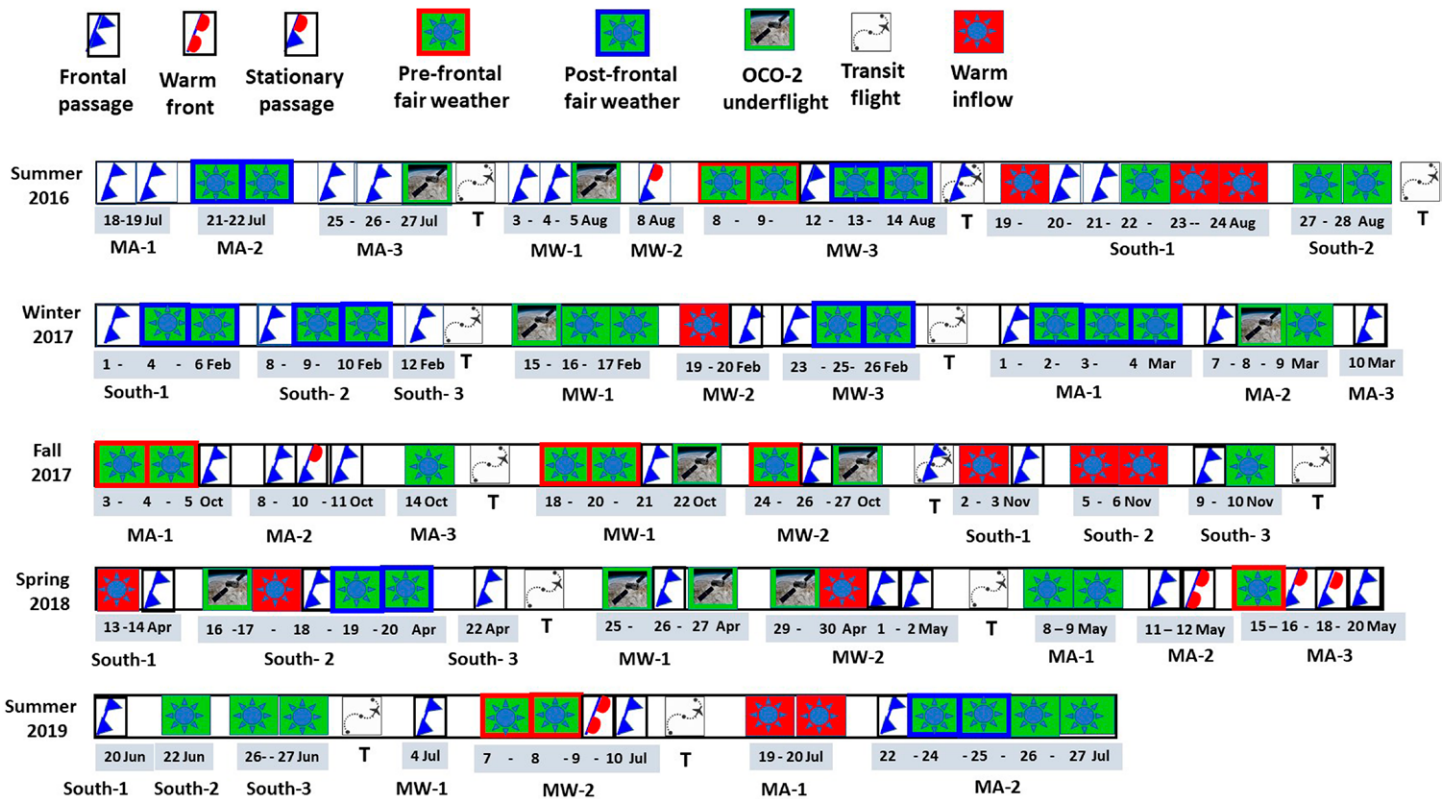 Frontal passage
Warm front
Stationary passage
Pre-frontal fair weather
Post-frontal fair weather
OCO-2 underflight
Transit flight
Warm inflow
Summer 2016
18-19 Jul
21-22 Jul
25 - 26 - 27 Jul
T
3 - 4 - 5 Aug
8 Aug
8 - 9- 12 - 13- 14 Aug
T
19 - 20- 21- 22 - 23-- 24 Aug
27 - 28 Aug
T
MA-1
MA-2
MA-3
MW-1
MW-2
MW-3
South-1
South-2
Winter 2017
1 - 4 - 6 Feb
8 - 9- 10 Feb
12 Feb
T
15 - 16 - 17 Feb
19 - 20 Feb
23 - 25- 26 Feb
T
1 - 2- 3- 4 Mar
7 - 8 - 9 Mar
10 Mar
South-1
South- 2
South- 3
MW-1
MW-2
MW-3
MA-1
MA-2
MA-3
Fall 2017
3 - 4 - 5 Oct
8 - 10 -11 Oct
14 Oct
T
18 - 20 - 21 22 Oct
24 - 26 -27 Oct
T
2 - 3 Nov
5 - 6 Nov
9 - 10 Nov
T
MA-1
MA-2
MA-3
MW-1
MW-2
South-1
South- 2
South- 3
Spring 2018
13 -14 Apr
16 -17 - 18 - 19 - 20 Apr
22 Apr
T
25 - 26 - 27 Apr
29 - 30 Apr 1 - 2 May
T
8 – 9 May
11 – 12 May
15 – 16 - 18 - 20 May
South-1
South- 2
South- 3
MW-1
MW-2
MA-1
MA-2
MA-3
Summer 2019
20 Jun
22 Jun
26-- 27 Jun
T
4 Jul
7 - 8 -9 - 10 Jul
T
19 - 20 Jul
22 -24 -25 - 26 - 27 Jul
South-1
South-2
South-3
MW-1
MW-2
MA-1
MA-2